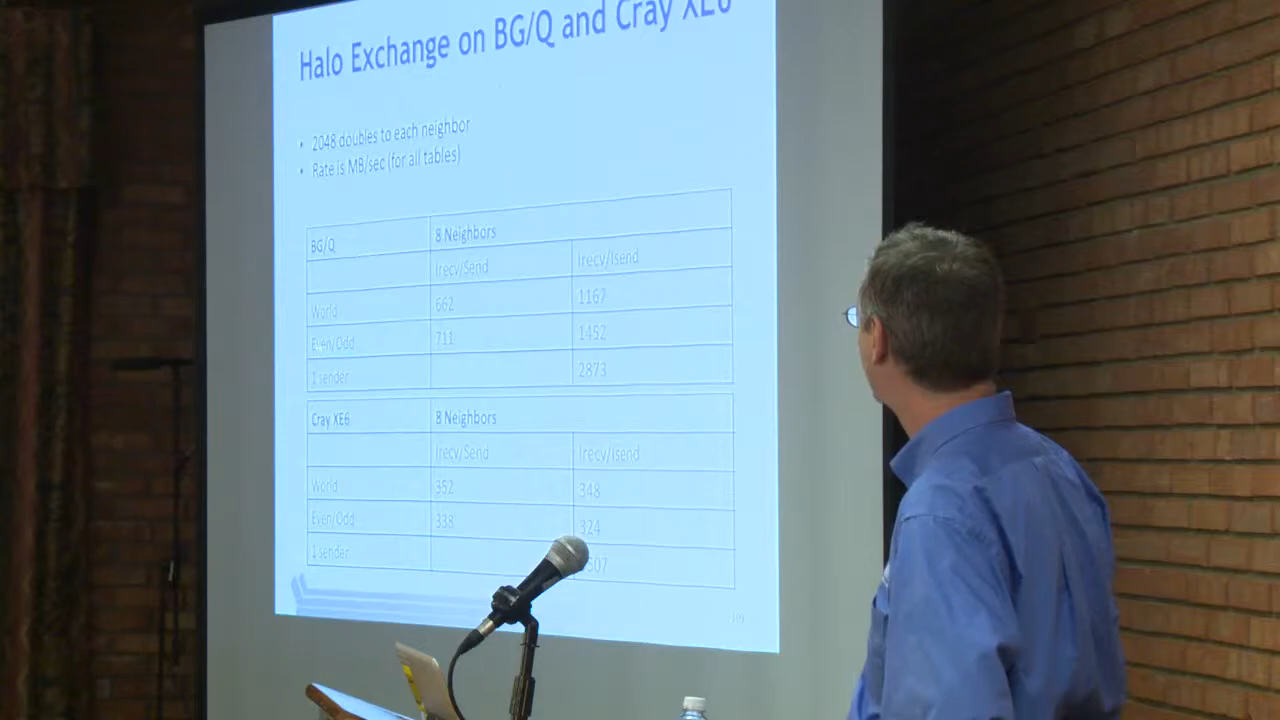 Halo Exchange on BG/Q and Cray XE6
• 2048 doubles to each neighbor
• Rate is MB/sec (for all tables)
BG/Q 8 Neighbors
Irecv/Send Irecv/Isend
World 662 1167
Even/Odd 711 1452
1 sender 2873
Cray XE6 8 Neighbors
Irecv/Send Irecv/Isend
World 352 348
Even/Odd 338 324
1 sender